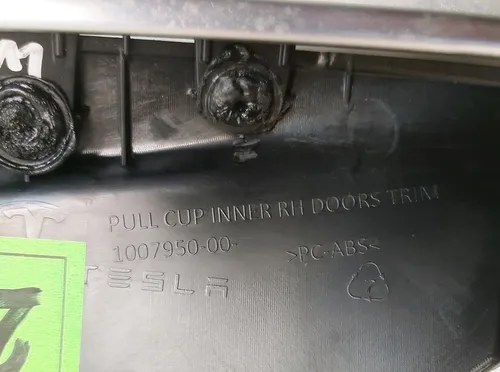 M
PULL CUP INNER RH DOORS TRIM
1007950-00-
>PC-ABS<
TESLA